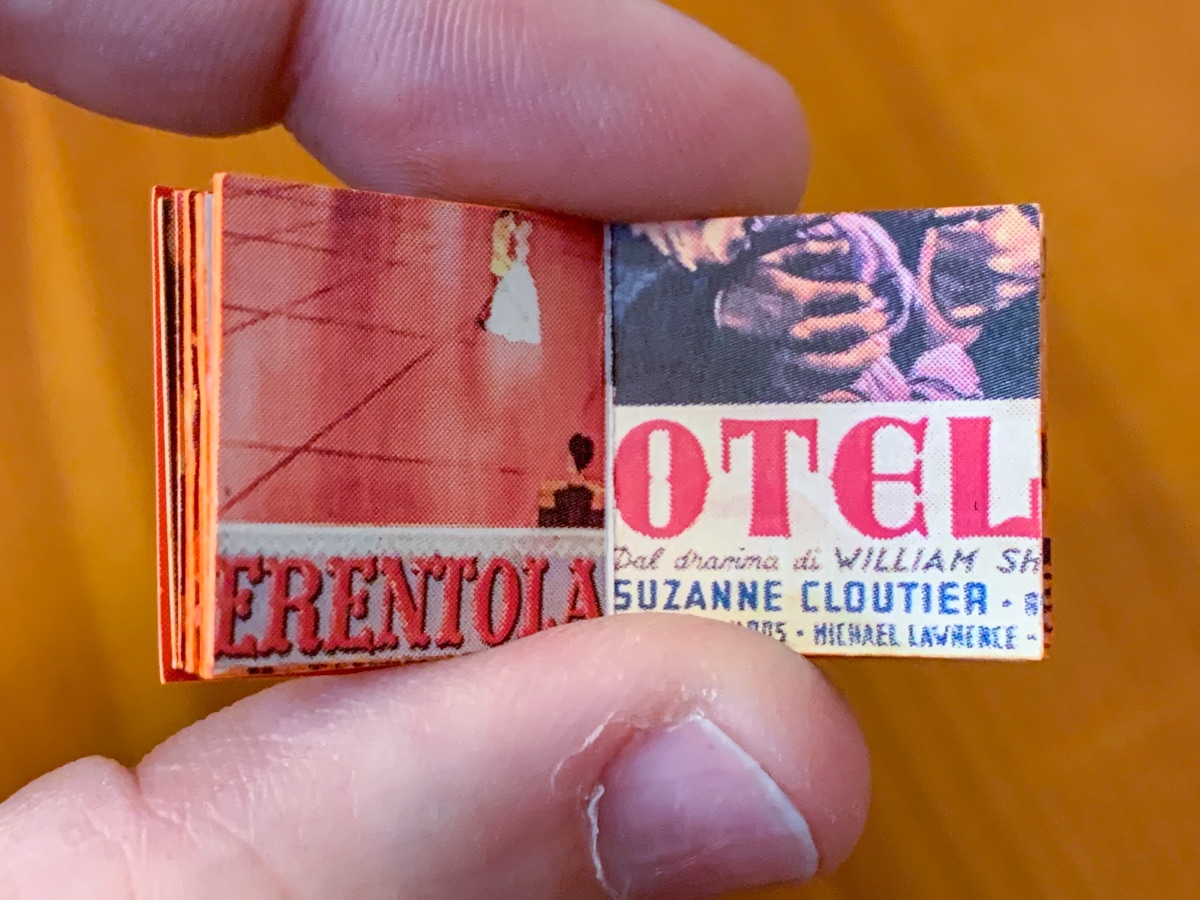 ERENTOLA
OTEL
Dal dramma di WILLIAM SH
SUZANNE CLOUTIER ·
· MICHAEL LAWRENCE -